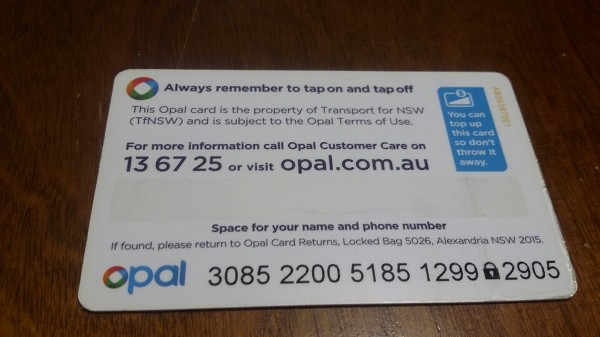 Always remember to tap on and tap off
This Opal card is the property of Transport for NSW
(TfNSW) and is subject to the Opal Terms of Use.
For more information call Opal Customer Care on
13 67 25 or visit opal.com.au
$
You can
top up
this card
so don't
throw it
away.
Space for your name and phone number
If found, please return to Opal Card Returns, Locked Bag 5026, Alexandria NSW 2015.
opal 3085 2200 5185 1299 2905